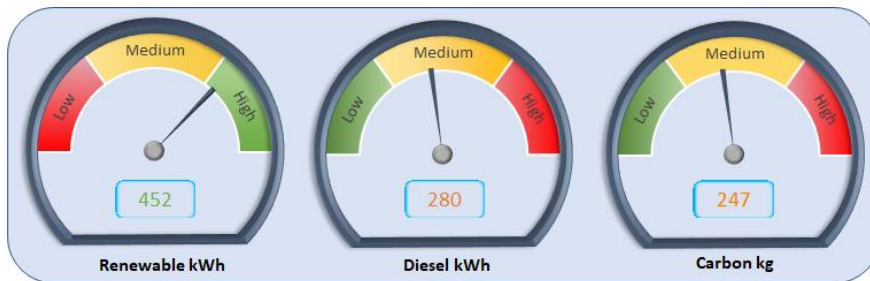 Medium
Low
High
452
Renewable kWh
Medium
Low
High
280
Diesel kWh
Medium
Low
High
247
Carbon kg